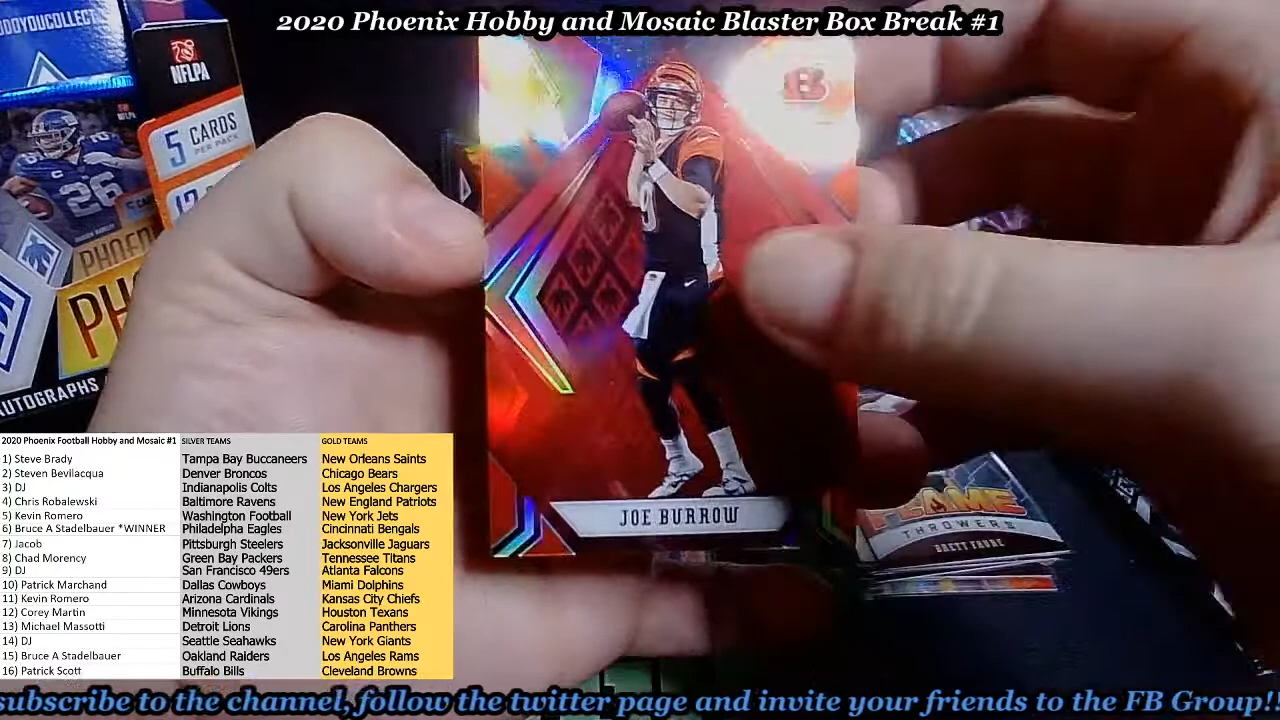 2020 Phoenix Hobby and Mosaic Blaster Box Break #1
NFLPA
5 CARDS
PER PACK
26
AUTOGRAPHS
9
JOE BURROW
FLAME
THROWERS
BRETT FAVRE
2020 Phoenix Football Hobby and Mosaic #1 SILVER TEAMS GOLD TEAMS
1) Steve Brady Tampa Bay Buccaneers New Orleans Saints
2) Steven Bevilacqua Denver Broncos Chicago Bears
3) DJ Indianapolis Colts Los Angeles Chargers
4) Chris Robalewski Baltimore Ravens New England Patriots
5) Kevin Romero Washington Football New York Jets
6) Bruce A Stadelbauer *WINNER Philadelpha Eagles Cincinnati Bengals
7) Jacob Pittsburgh Steelers Jacksonville Jaguars
8) Chad Morency Green Bay Packers Tennessee Titans
9) DJ San Francisco 49ers Atlanta Falcons
10) Patrick Marchand Dallas Cowboys Miami Dolphins
11) Kevin Romero Arizona Cardinals Kansas City Chiefs
12) Corey Martin Minnesota Vikings Houston Texans
13) Michael Massotti Detroit Lions Carolina Panthers
14) DJ Seattle Seahawks New York Giants
15) Bruce A Stadelbauer Oakland Raiders Los Angeles Rams
16) Patrick Scott Buffalo Bills Cleveland Browns
subscribe to the channel, follow the twitter page and invite your friends to the FB Group!!